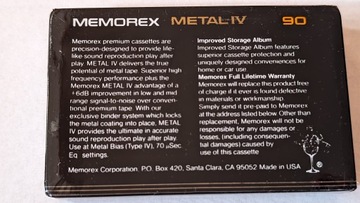 MEMOREX METAL-IV 90
Memorex premium cassettes are
precision-designed to provide life-
like sound reproduction play after
play. METAL IV delivers the true
potential of metal tape. Superior high
frequency performance plus the
Memorex METAL IV advantage of a
+6dB improvement in low and mid
range signal-to-noise over conven-
tional premium tape. With our
exclusive binder system which locks
the metal coating into place, METAL
IV provides the ultimate in accurate
sound reproduction play after play.
Use at Metal Bias (Type IV), 70 µSec.
Eq settings.
Improved Storage Album
Improved Storage Album features
superior cassette protection and
uniquely designed conveniences for
home or car use
Memorex Full Lifetime Warranty
Memorex will replace this product free
of charge if it ever is found defective
in materials or workmanship.
Simply send it pre-paid to Memorex
at the address listed below. Other than
replacement, Memorex will not be
responsible for any damages or
losses, (including consequen-
tial damages) caused by
use of this cassette
Memorex Corporation. P.O. Box 420, Santa Clara, CA 95052 Made in USA